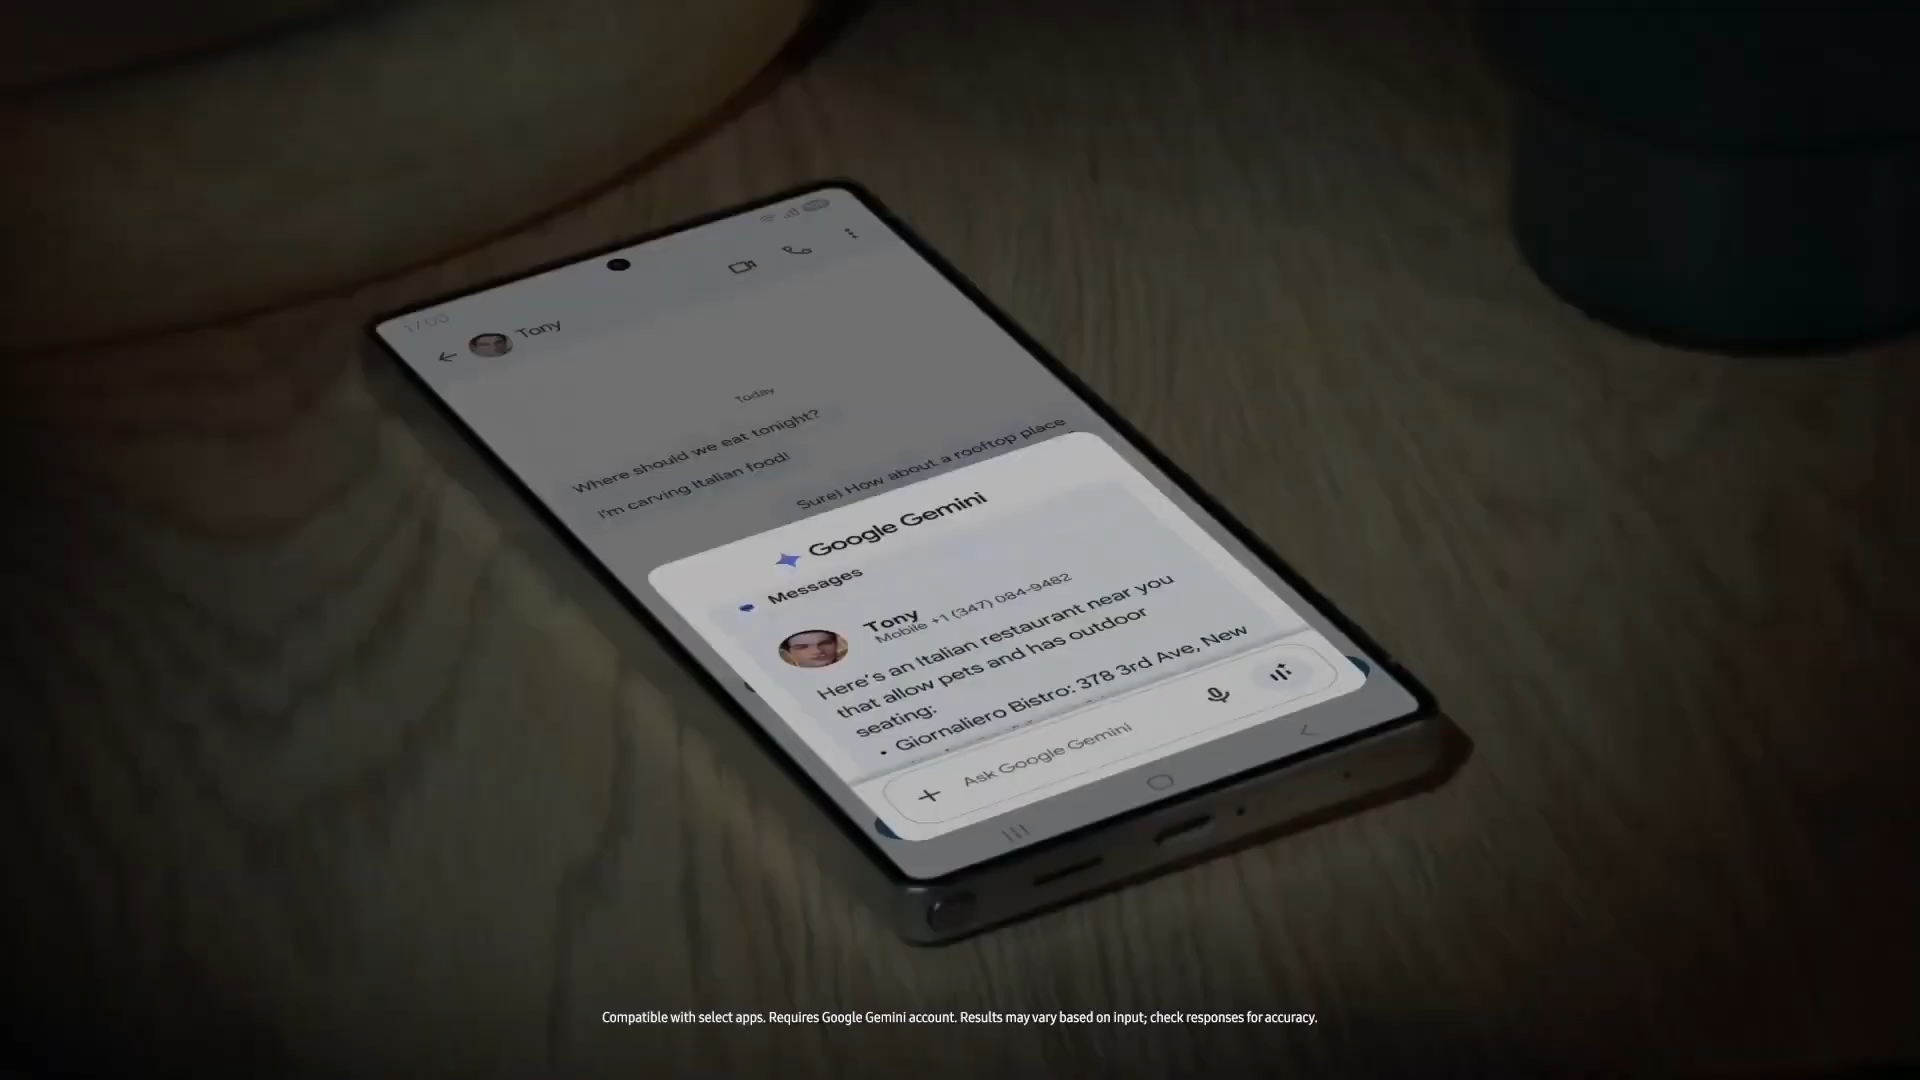 17:00
Tony
Today
Where should we eat tonight?
I'm carving Italian food!
Sure! How about a rooftop place
Google Gemini
Messages
Tony
Mobile +1 (347) 084-9482
Here's an Italian restaurant near you
that allow pets and has outdoor
seating:
• Giornaliero Bistro: 378 3rd Ave, New
Ask Google Gemini
Compatible with select apps. Requires Google Gemini account. Results may vary based on input; check responses for accuracy.